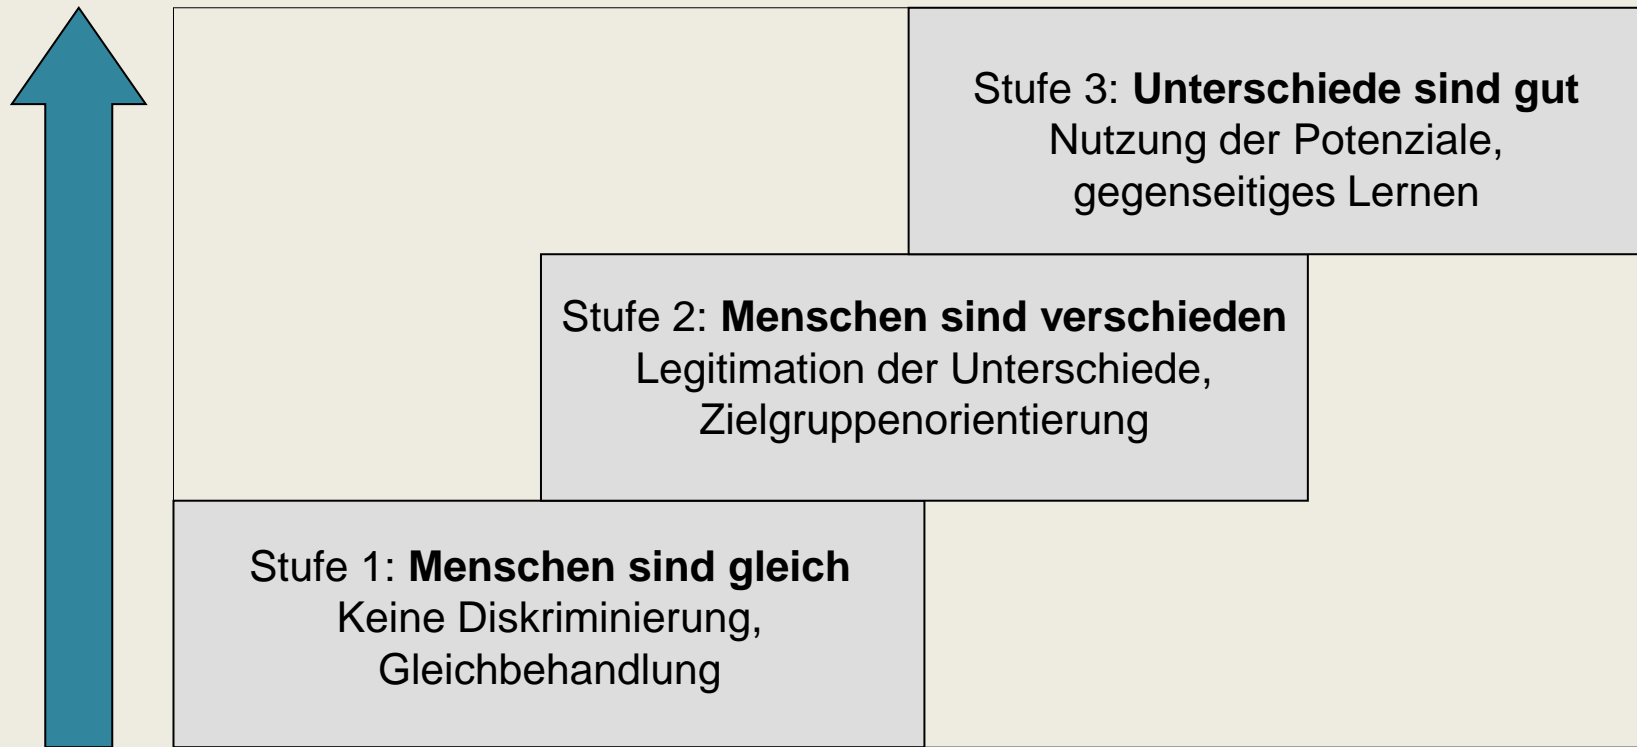 Stufe 3: Unterschiede sind gut
Nutzung der Potenziale,
gegenseitiges Lernen
Stufe 2: Menschen sind verschieden
Legitimation der Unterschiede,
Zielgruppenorientierung
Stufe 1: Menschen sind gleich
Keine Diskriminierung,
Gleichbehandlung